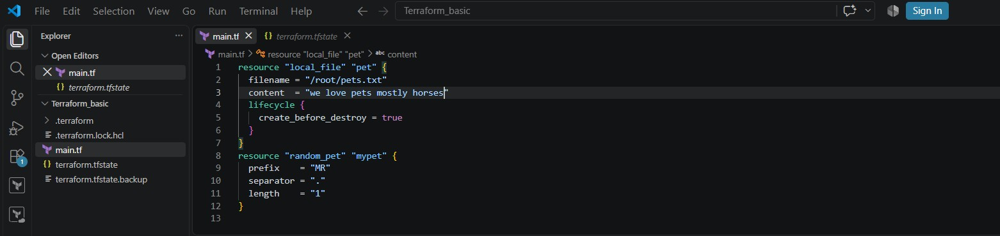 File Edit Selection View Go Run Terminal Help Terraform_basic Sign In
Explorer ···
Open Editors
main.tf
{} terraform.tfstate
Terraform_basic
.terraform
.terraform.lock.hcl
main.tf
{} terraform.tfstate
terraform.tfstate.backup
1
main.tf {} terraform.tfstate
main.tf > resource "local_file" "pet" > abc content
1 resource "local_file" "pet" {
2   filename = "/root/pets.txt"
3   content  = "we love pets mostly horses"
4   lifecycle {
5     create_before_destroy = true
6   }
7 }
8 resource "random_pet" "mypet" {
9   prefix    = "MR"
10   separator = "."
11   length    = "1"
12 }
13